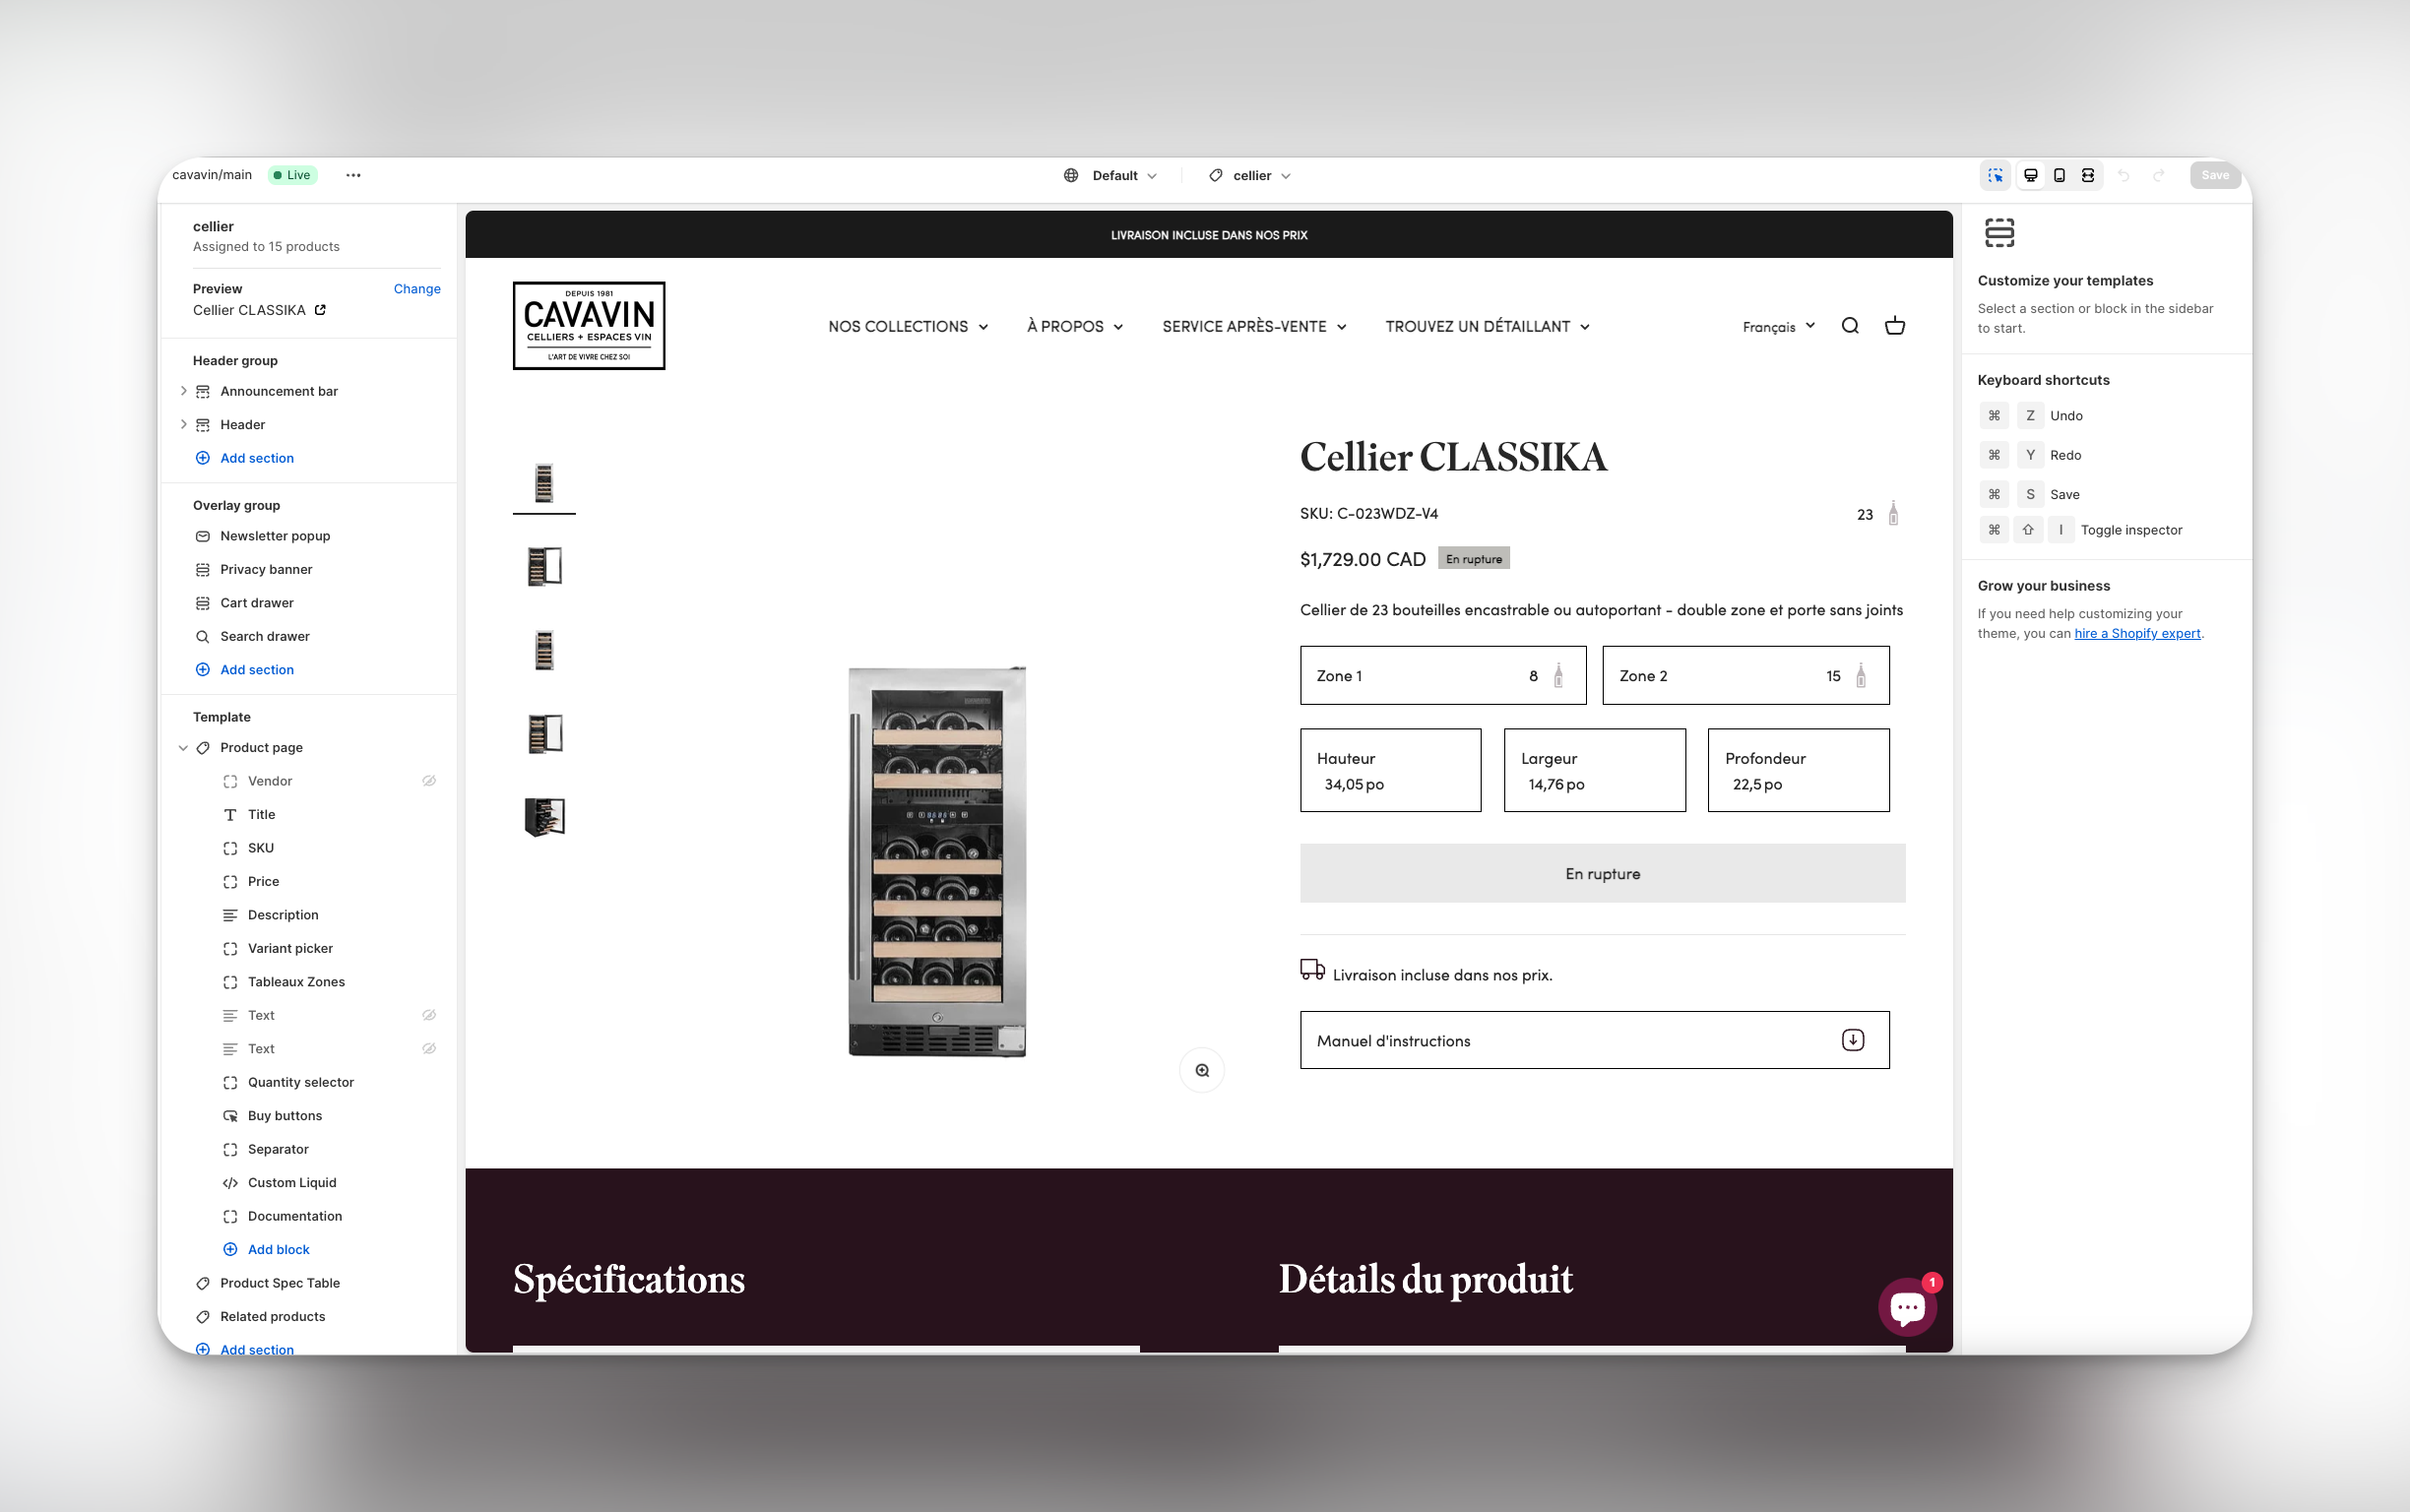 cavavin/main
Live
Default
cellier
Save
cellier
Assigned to 15 products
Preview
Change
Cellier CLASSIKA
Header group
Announcement bar
Header
Add section
Overlay group
Newsletter popup
Privacy banner
Cart drawer
Search drawer
Add section
Template
Product page
Vendor
Title
SKU
Price
Description
Variant picker
Tableaux Zones
Text
Text
Quantity selector
Buy buttons
Separator
Custom Liquid
Documentation
Add block
Product Spec Table
Related products
Add section
LIVRAISON INCLUSE DANS NOS PRIX
DEPUIS 1981
CAVAVIN
CELLIERS + ESPACES VIN
L'ART DE VIVRE CHEZ SOI
NOS COLLECTIONS
À PROPOS
SERVICE APRÈS-VENTE
TROUVEZ UN DÉTAILLANT
Français
Cellier CLASSIKA
SKU: C-023WDZ-V4
23
$1,729.00 CAD
En rupture
Cellier de 23 bouteilles encastrable ou autoportant - double zone et porte sans joints
Zone 1
8
Zone 2
15
Hauteur
34,05 po
Largeur
14,76 po
Profondeur
22,5 po
En rupture
Livraison incluse dans nos prix.
Manuel d'instructions
Spécifications
Détails du produit
1
Customize your templates
Select a section or block in the sidebar
to start.
Keyboard shortcuts
⌘ Z Undo
⌘ Y Redo
⌘ S Save
⌘ ⇧ I Toggle inspector
Grow your business
If you need help customizing your
theme, you can hire a Shopify expert.